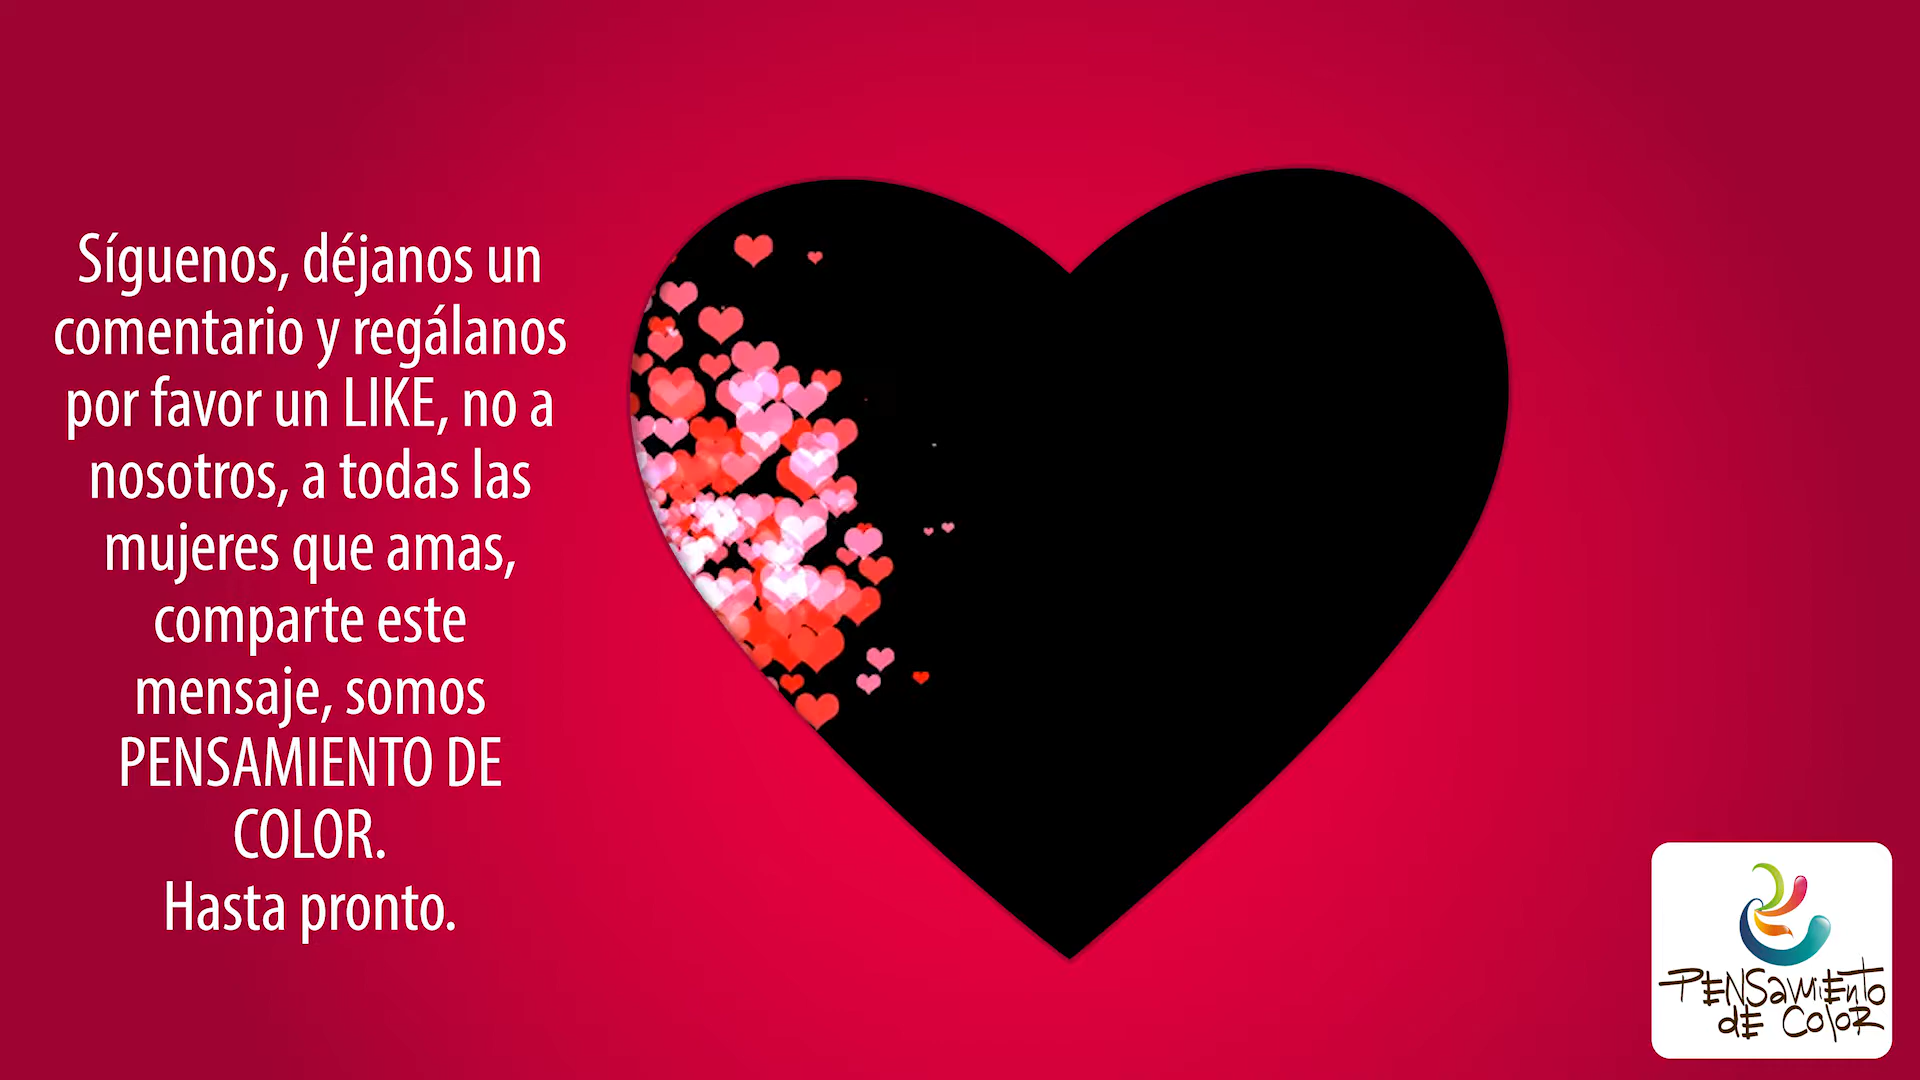 Síguenos, déjanos un
comentario y regálanos
por favor un LIKE, no a
nosotros, a todas las
mujeres que amas,
comparte este
mensaje, somos
PENSAMIENTO DE
COLOR.
Hasta pronto.
PENSamiEnto
dE ColoR